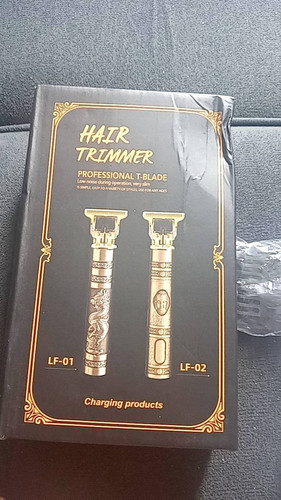 HAIR
TRIMMER
PROFESSIONAL T-BLADE
Low noise during operation, very slim
LF-01
LF-02
Charging products